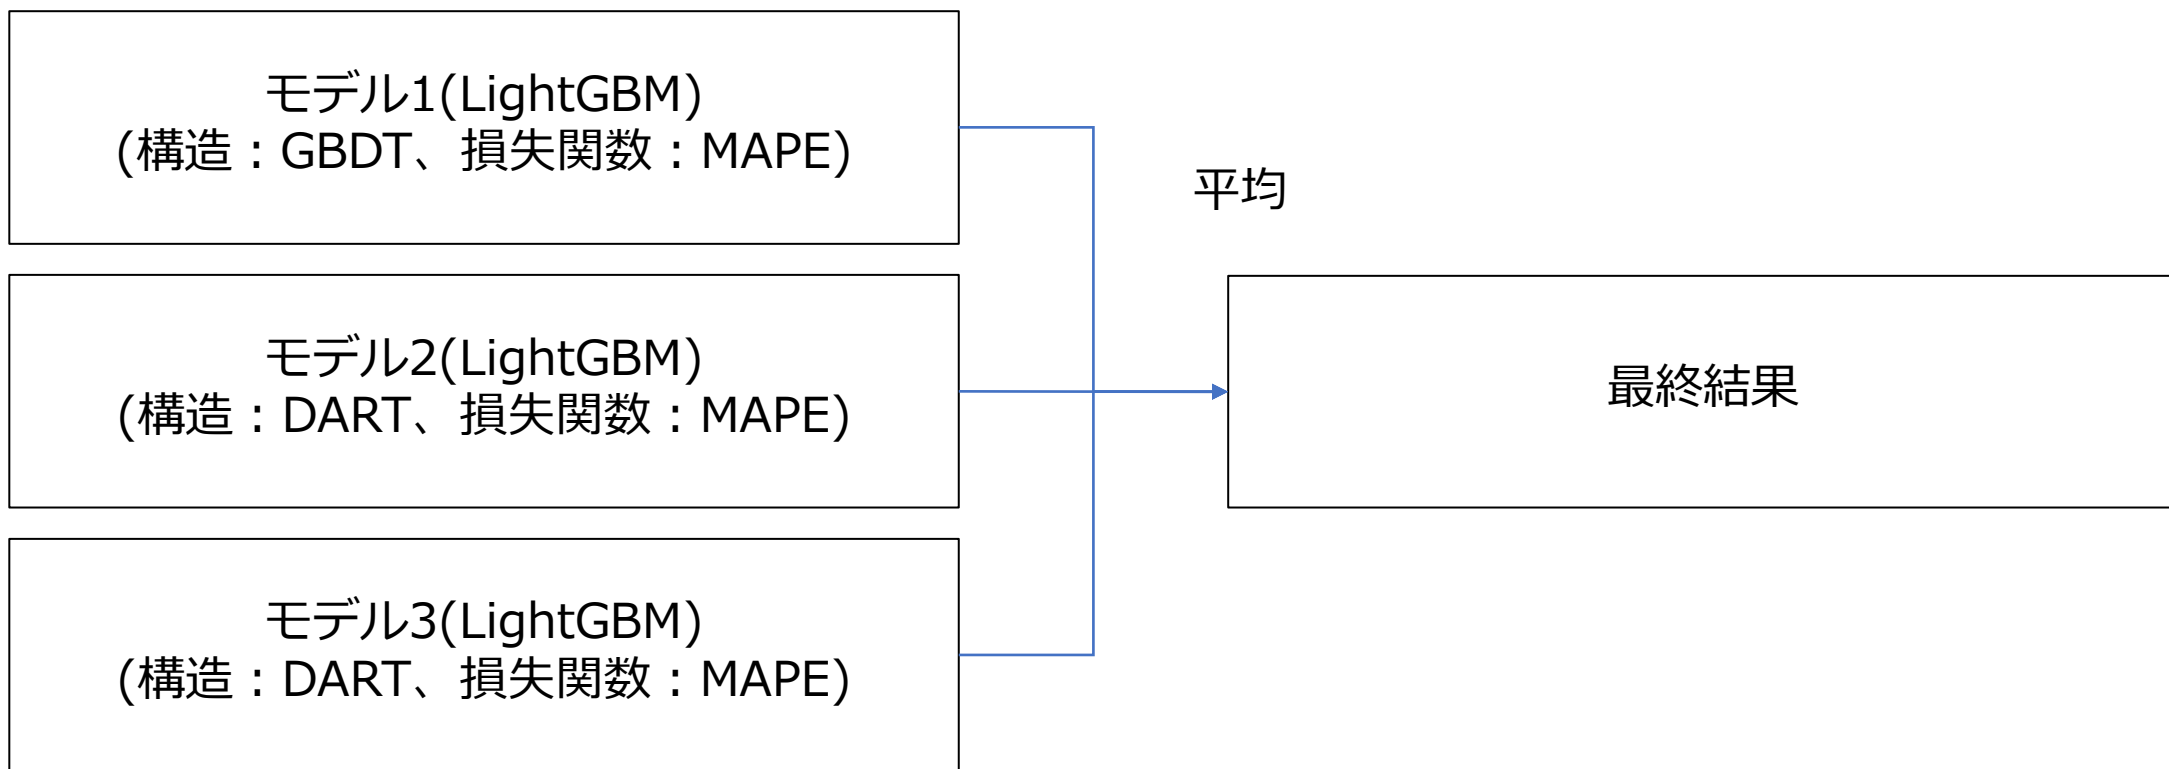 モデル1(LightGBM)
(構造：GBDT、損失関数：MAPE)
平均
モデル2(LightGBM)
(構造：DART、損失関数：MAPE)
最終結果
モデル3(LightGBM)
(構造：DART、損失関数：MAPE)